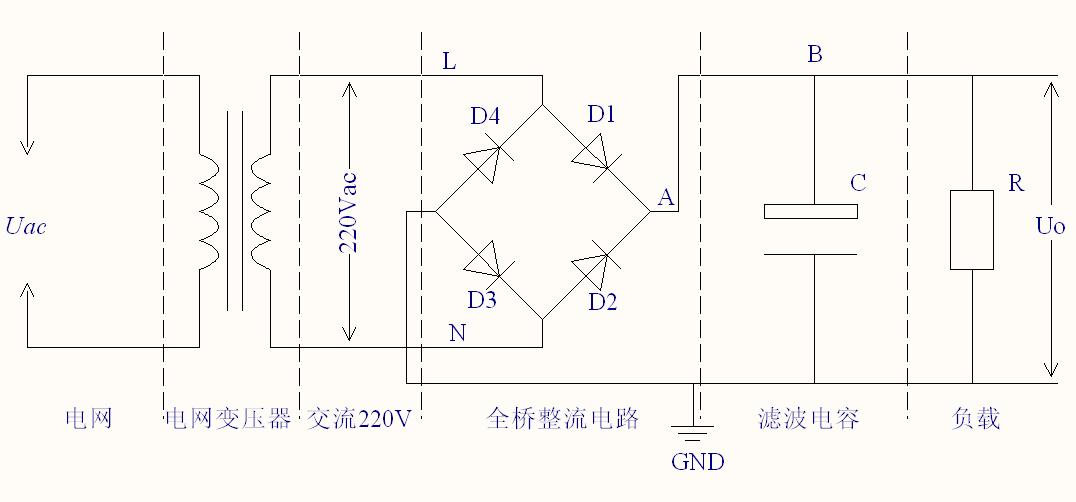 B
L
D4
D1
A
C
R
Uac
220Vac
Uo
D3
D2
N
电网
电网变压器
交流220V
全桥整流电路
滤波电容
负载
GND